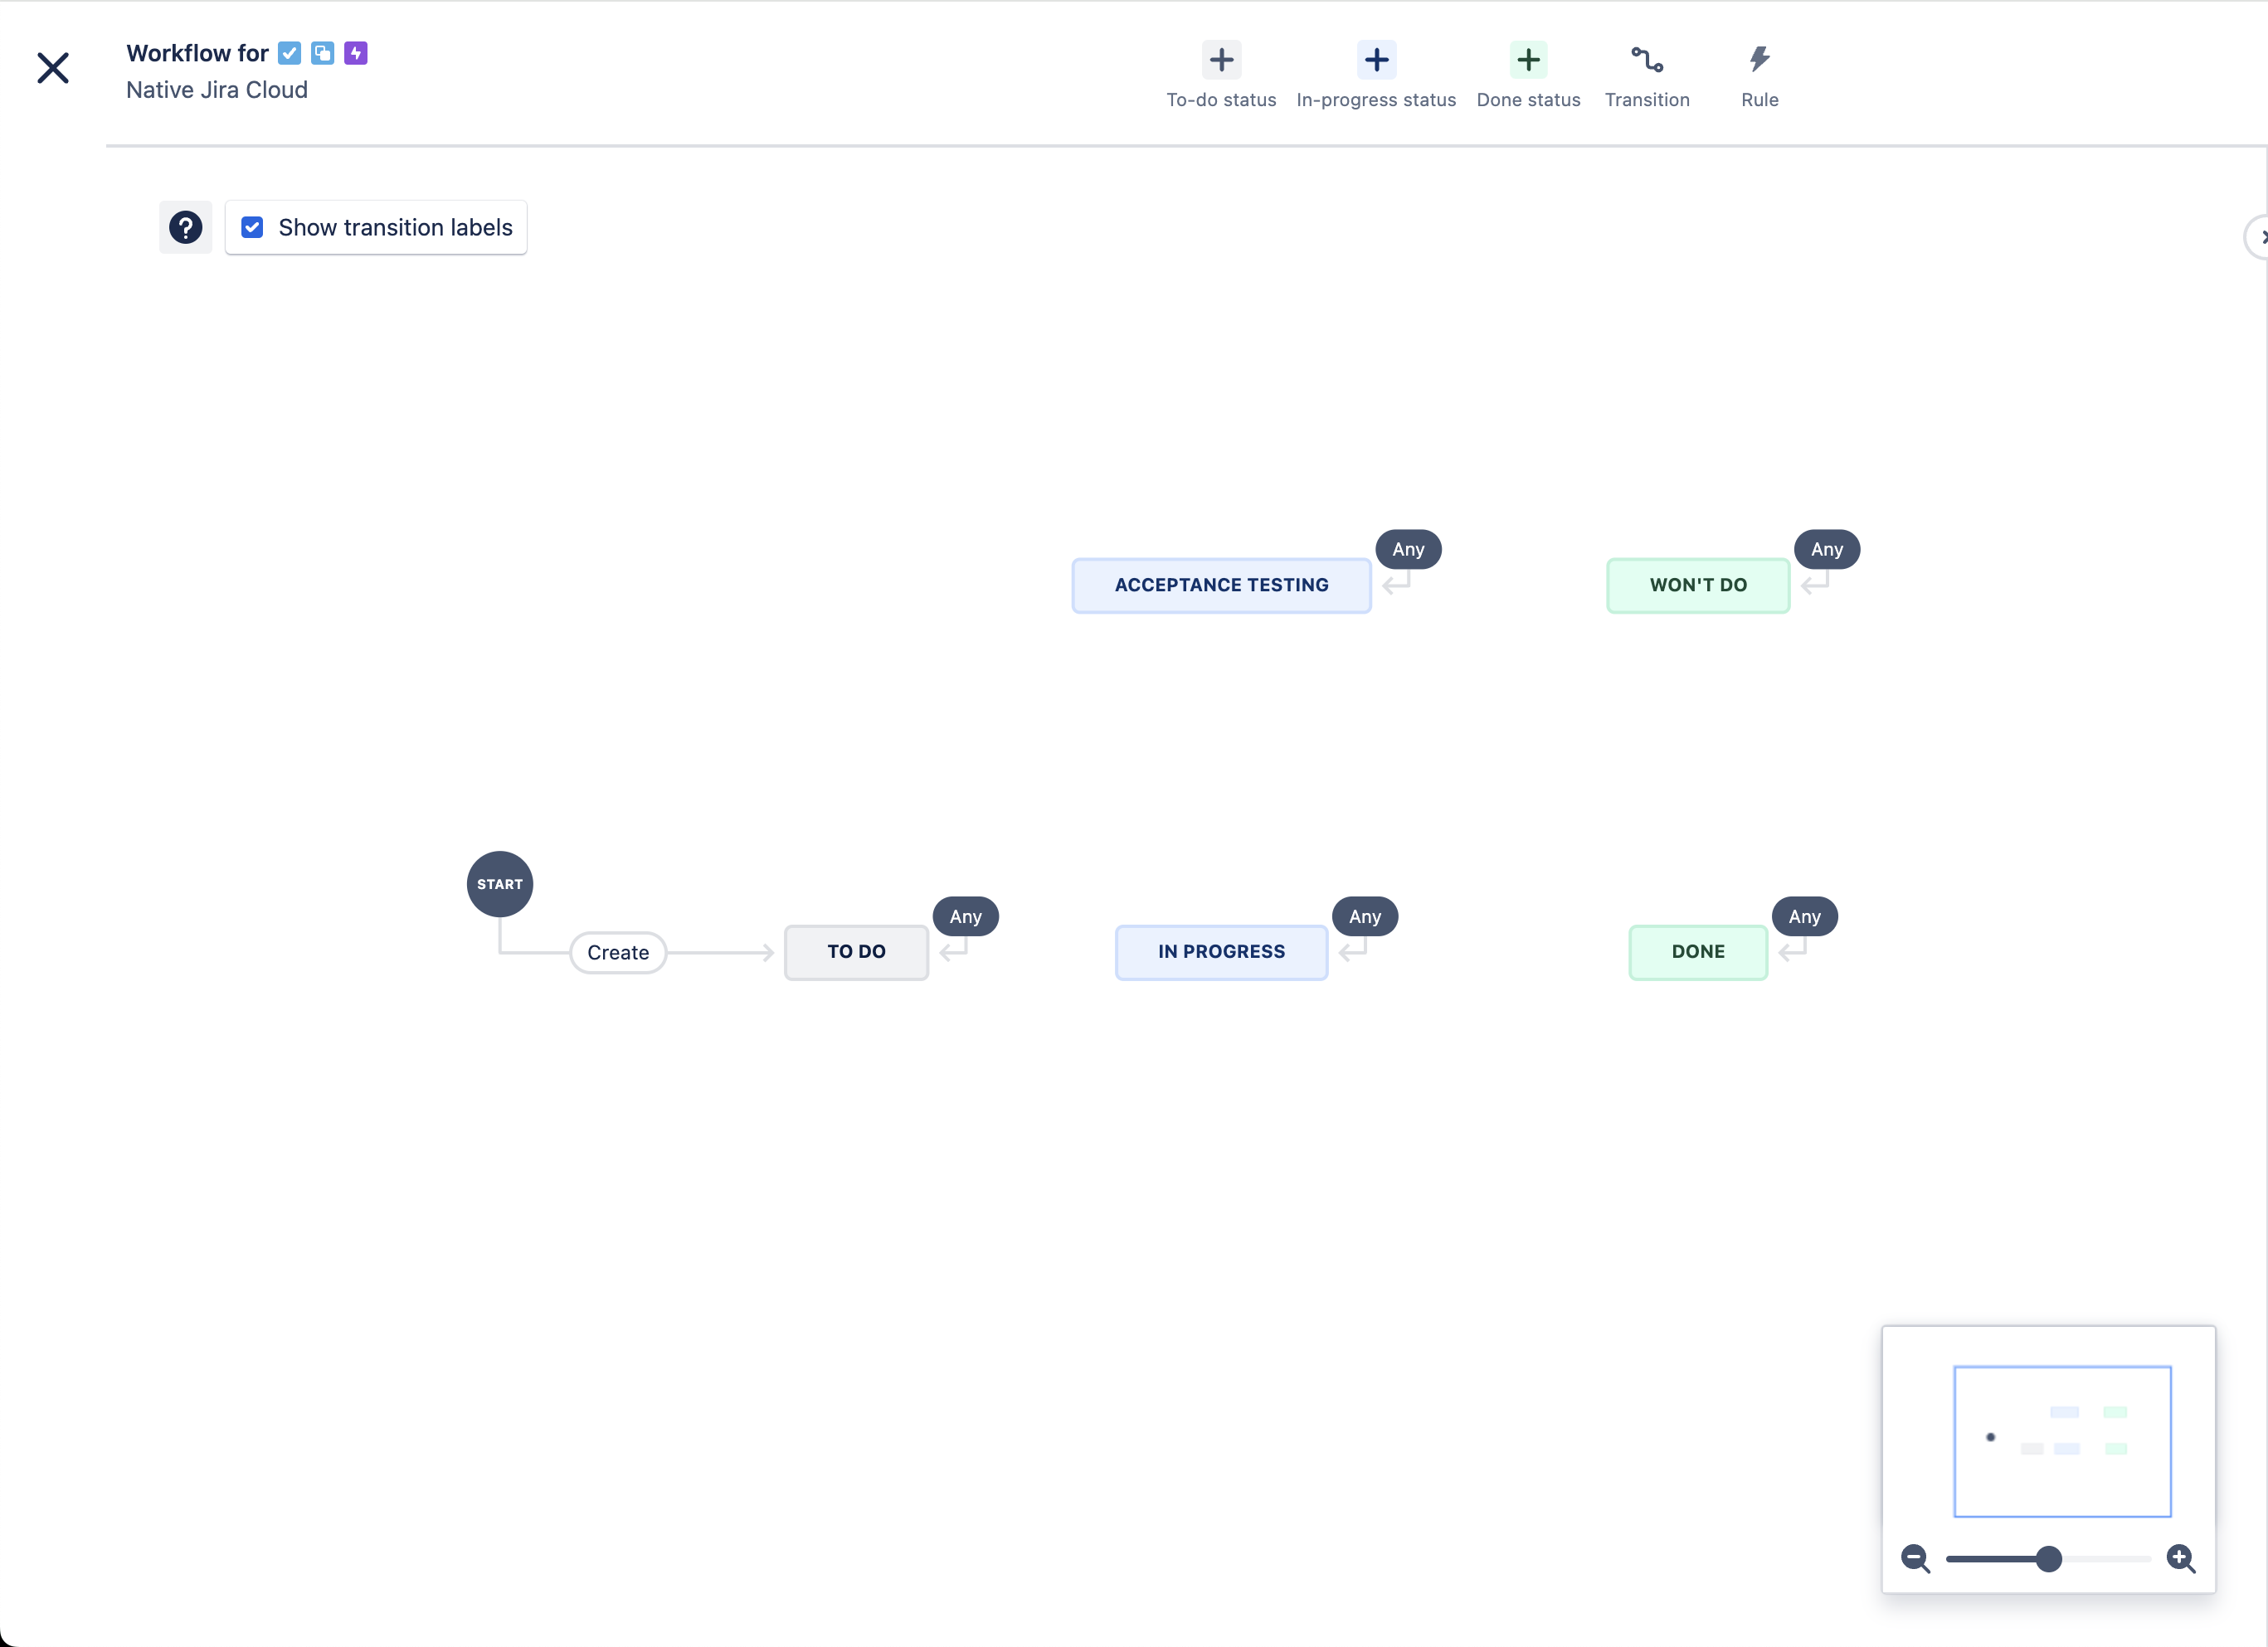 Workflow for
Native Jira Cloud
To-do status
In-progress status
Done status
Transition
Rule
?
Show transition labels
Any
Any
ACCEPTANCE TESTING
WON'T DO
START
Any
Any
Any
Create
TO DO
IN PROGRESS
DONE